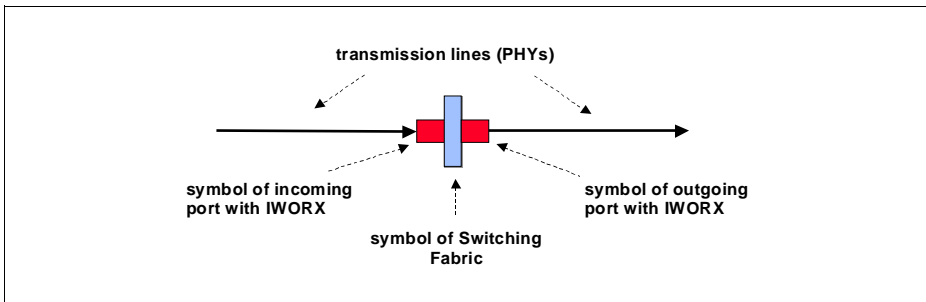 transmission lines (PHYs)
symbol of incoming
port with IWORX
symbol of outgoing
port with IWORX
symbol of Switching
Fabric